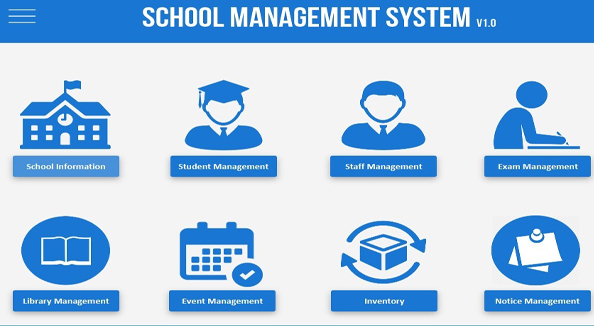 SCHOOL MANAGEMENT SYSTEM V1.0
School Information
Student Management
Staff Management
Exam Management
Library Management
Event Management
Inventory
Notice Management